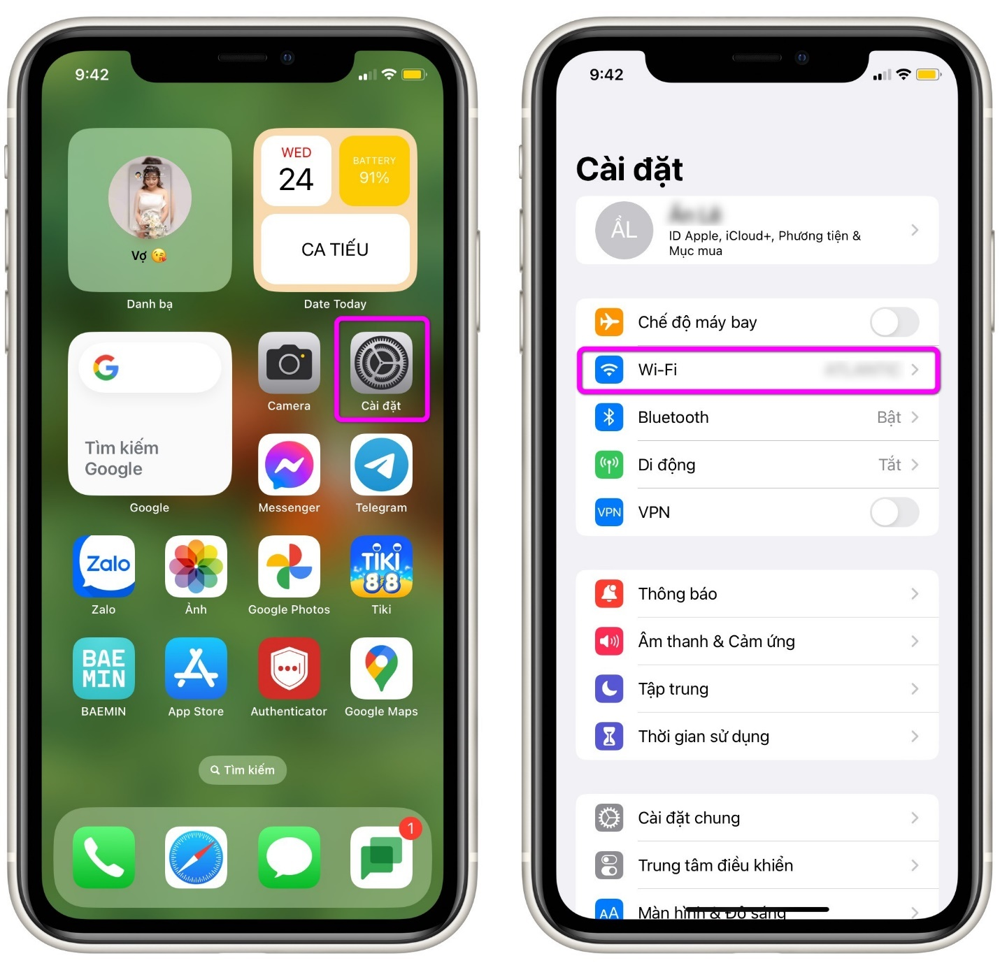 9:42
Vợ
Danh bạ
WED
24
BATTERY
91%
CA TIẾU
Date Today
Tìm kiếm
Google
Google
Camera
Cài đặt
Messenger
Telegram
Zalo
Zalo
Ảnh
Google Photos
TIKI
8 8
Tiki
BAE
MIN
BAEMIN
App Store
Authenticator
Google Maps
Tìm kiếm
1
9:42
Cài đặt
ẦL
ID Apple, iCloud+, Phương tiện &
Mục mua
Chế độ máy bay
Wi-Fi
Bluetooth Bật
Di động Tắt
VPN VPN
Thông báo
Âm thanh & Cảm ứng
Tập trung
Thời gian sử dụng
Cài đặt chung
Trung tâm điều khiển
AA Màn hình & Độ sáng